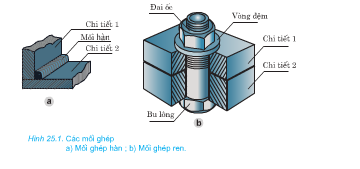 Chi tiết 1
Mối hàn
Chi tiết 2
a
Đai ốc
Vòng đệm
Chi tiết 1
Chi tiết 2
Bu lông
b
Hình 25.1. Các mối ghép
a) Mối ghép hàn ; b) Mối ghép ren.